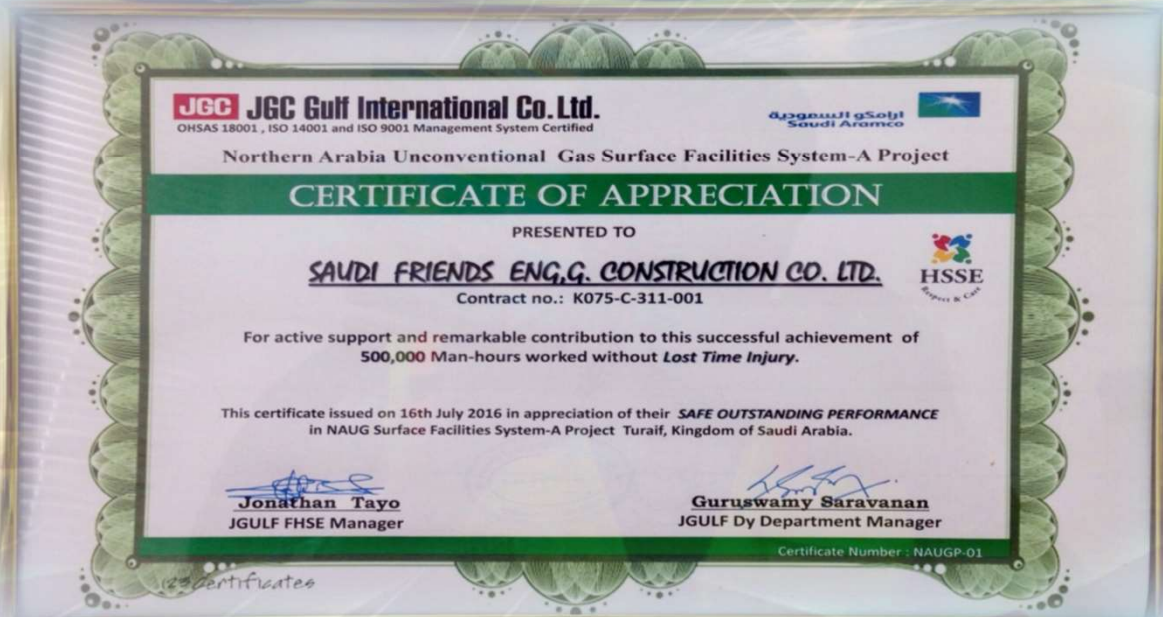 JGC JGC Gulf International Co. Ltd.
OHSAS 18001 , ISO 14001 and ISO 9001 Management System Certified
ارامكو السعودية
Saudi Aramco
Northern Arabia Unconventional Gas Surface Facilities System-A Project
CERTIFICATE OF APPRECIATION
PRESENTED TO
SAUDI FRIENDS ENG,G. CONSTRUCTION CO. LTD.
HSSE
Respect & Care
Contract no.: K075-C-311-001
For active support and remarkable contribution to this successful achievement of
500,000 Man-hours worked without Lost Time Injury.
This certificate issued on 16th July 2016 in appreciation of their SAFE OUTSTANDING PERFORMANCE
in NAUG Surface Facilities System-A Project Turaif, Kingdom of Saudi Arabia.
Jonathan Tayo
JGULF FHSE Manager
Guruswamy Saravanan
JGULF Dy Department Manager
Certificate Number : NAUGP-01
123 Certificates